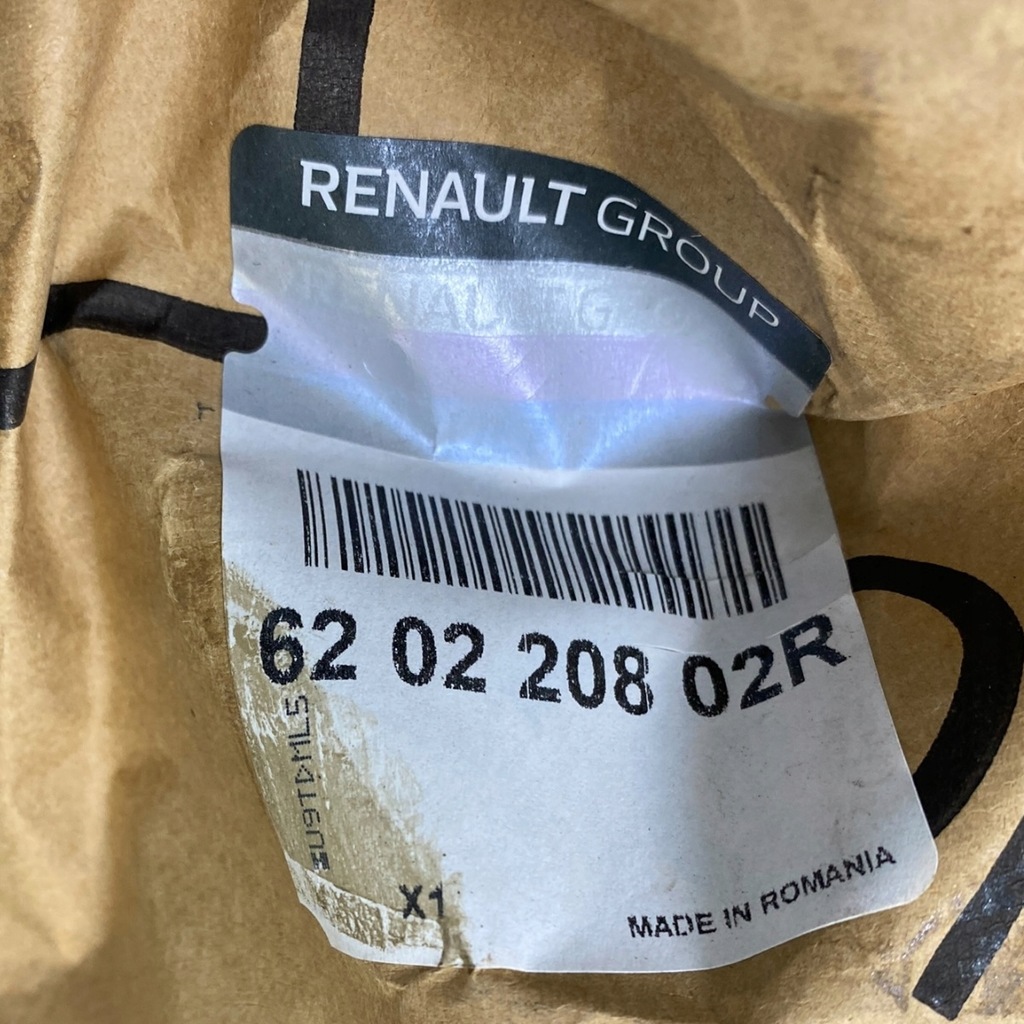 RENAULT GROUP
62 02 208 02R
X1
MADE IN ROMANIA